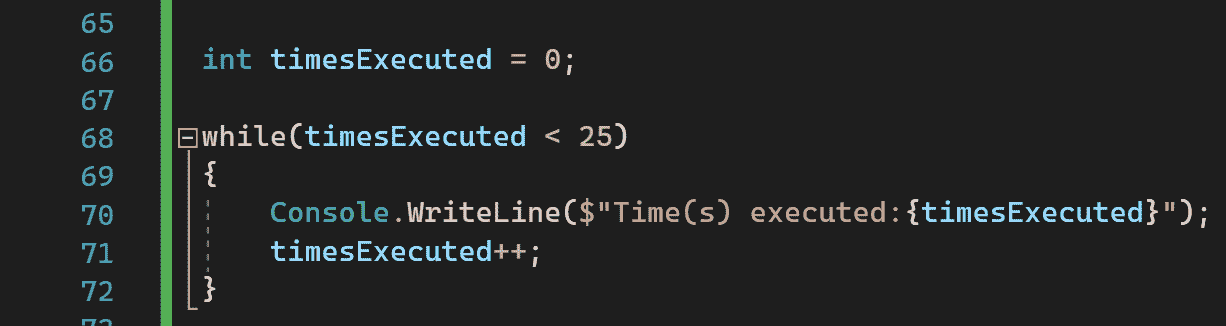 65
66 int timesExecuted = 0;
67
68 while(timesExecuted < 25)
69 {
70 Console.WriteLine($"Time(s) executed:{timesExecuted}");
71 timesExecuted++;
72 }
73